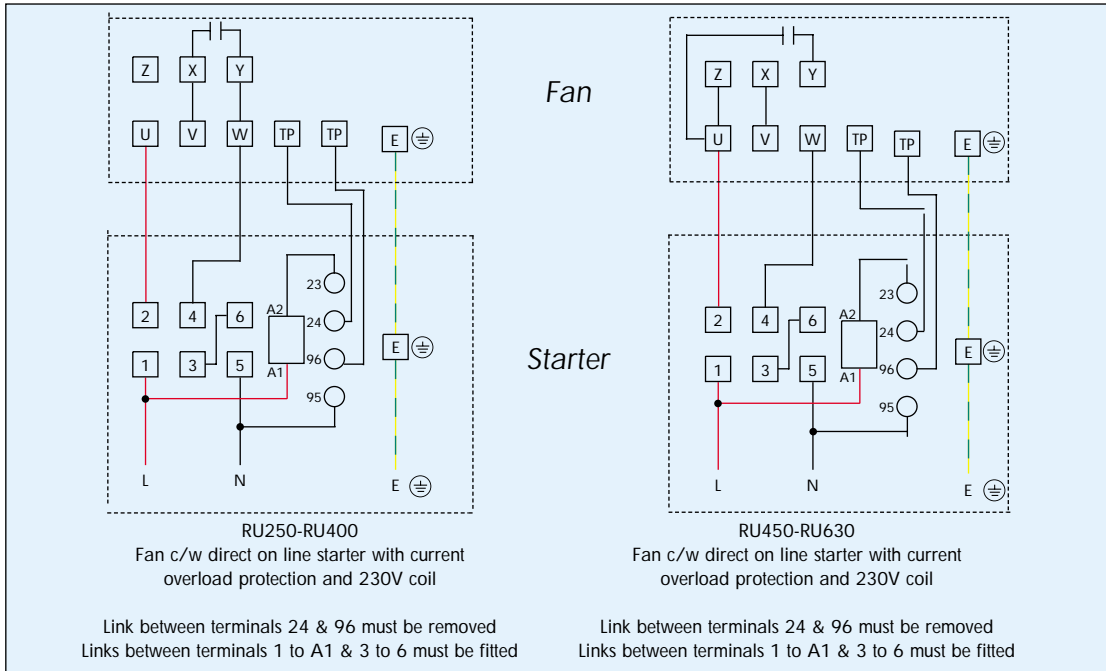 Z X Y
U V W TP TP E
Fan
Z X Y
U V W TP TP E
23
2 4 6 A2
24
E
96
1 3 5 A1
95
L N E
Starter
23
2 4 6 A2
24
E
96
1 3 5 A1
95
L N E
RU250-RU400
Fan c/w direct on line starter with current
overload protection and 230V coil
Link between terminals 24 & 96 must be removed
Links between terminals 1 to A1 & 3 to 6 must be fitted
RU450-RU630
Fan c/w direct on line starter with current
overload protection and 230V coil
Link between terminals 24 & 96 must be removed
Links between terminals 1 to A1 & 3 to 6 must be fitted